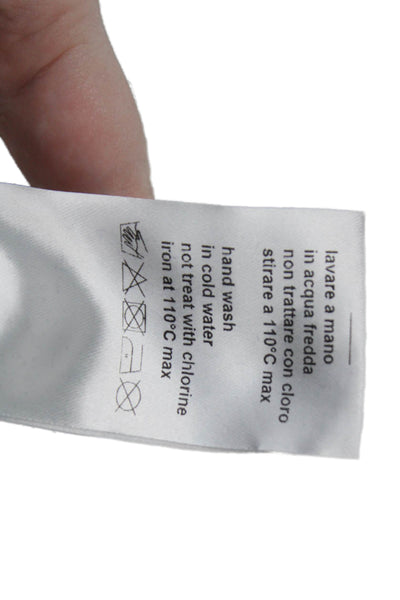 lavare a mano
in acqua fredda
non trattare con cloro
stirare a 110°C max
hand wash
in cold water
not treat with chlorine
iron at 110°C max